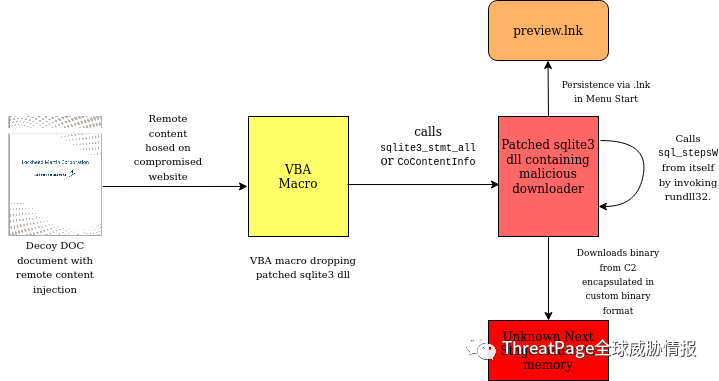 preview.lnk
Persistence via .lnk
in Menu Start
Remote
content
hosed on
compromised
website
calls
sqlite3_stmt_all
or CoContentInfo
Lockheed Martin Corporation
VBA
Macro
Patched sqlite3
dll containing
malicious
downloader
Calls
sql_stepsW
from itself
by invoking
rundll32.
Decoy DOC
document with
remote content
injection
VBA macro dropping
patched sqlite3 dll
Downloads binary
from C2
encapsulated in
custom binary
format
Unknown Next
memory
ThreatPage全球威胁情报